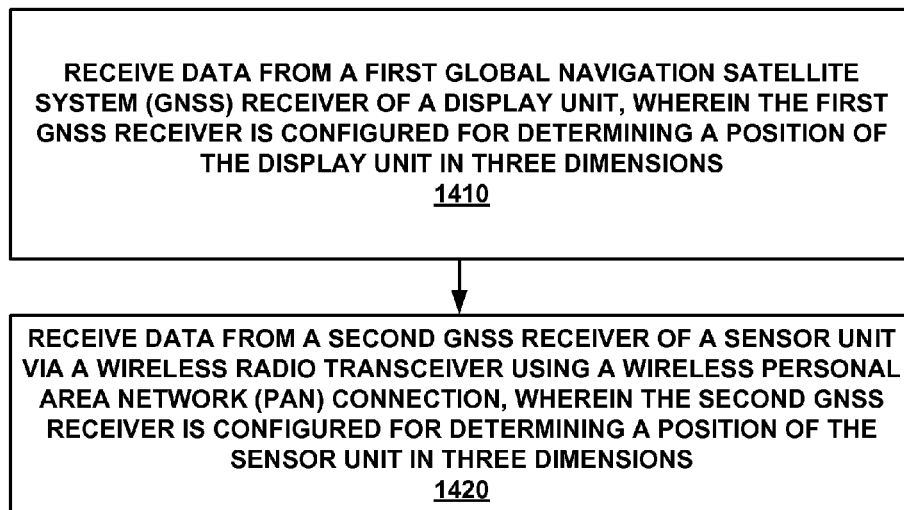 RECEIVE DATA FROM A FIRST GLOBAL NAVIGATION SATELLITE
SYSTEM (GNSS) RECEIVER OF A DISPLAY UNIT, WHEREIN THE FIRST
GNSS RECEIVER IS CONFIGURED FOR DETERMINING A POSITION OF
THE DISPLAY UNIT IN THREE DIMENSIONS
1410
RECEIVE DATA FROM A SECOND GNSS RECEIVER OF A SENSOR UNIT
VIA A WIRELESS RADIO TRANSCEIVER USING A WIRELESS PERSONAL
AREA NETWORK (PAN) CONNECTION, WHEREIN THE SECOND GNSS
RECEIVER IS CONFIGURED FOR DETERMINING A POSITION OF THE
SENSOR UNIT IN THREE DIMENSIONS
1420